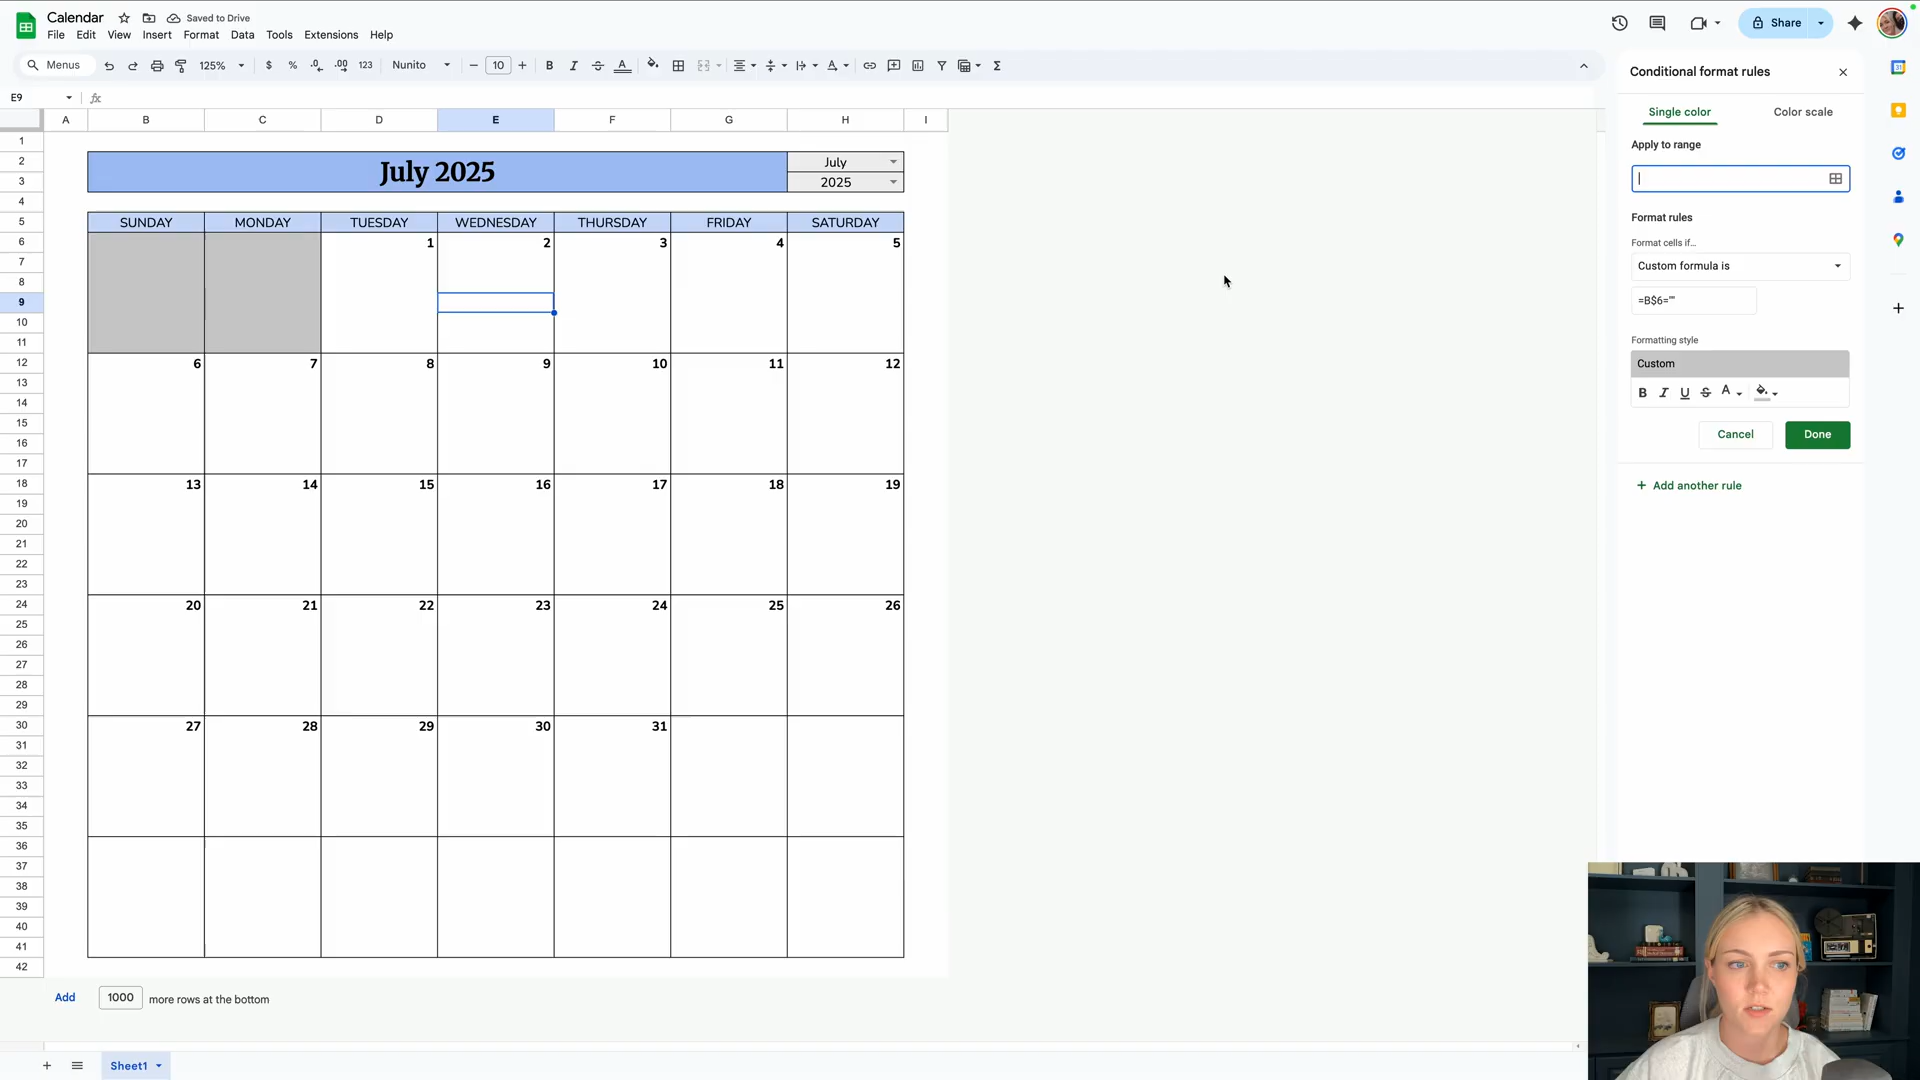 Calendar
Saved to Drive
File Edit View Insert Format Data Tools Extensions Help
Share
Menus
125%
$ % .0 .00 123
Nunito
10
B I S A
Σ
E9
fx
A B C D E F G H I
1
2
3
4
5
6
7
8
9
10
11
12
13
14
15
16
17
18
19
20
21
22
23
24
25
26
27
28
29
30
31
32
33
34
35
36
37
38
39
40
41
42
July 2025
July
2025
SUNDAY MONDAY TUESDAY WEDNESDAY THURSDAY FRIDAY SATURDAY
1 2 3 4 5
6 7 8 9 10 11 12
13 14 15 16 17 18 19
20 21 22 23 24 25 26
27 28 29 30 31
Add 1000 more rows at the bottom
Sheet1
Conditional format rules
Single color Color scale
Apply to range
Format rules
Format cells if…
Custom formula is
=B$6=""
Formatting style
Custom
B I U S A
Cancel Done
+ Add another rule